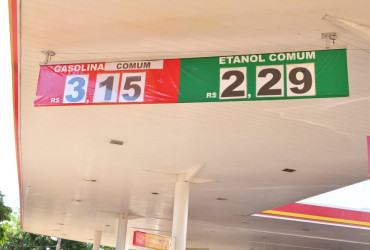 GASOLINA COMUM
R$ 3,15
ETANOL COMUM
R$ 2,29